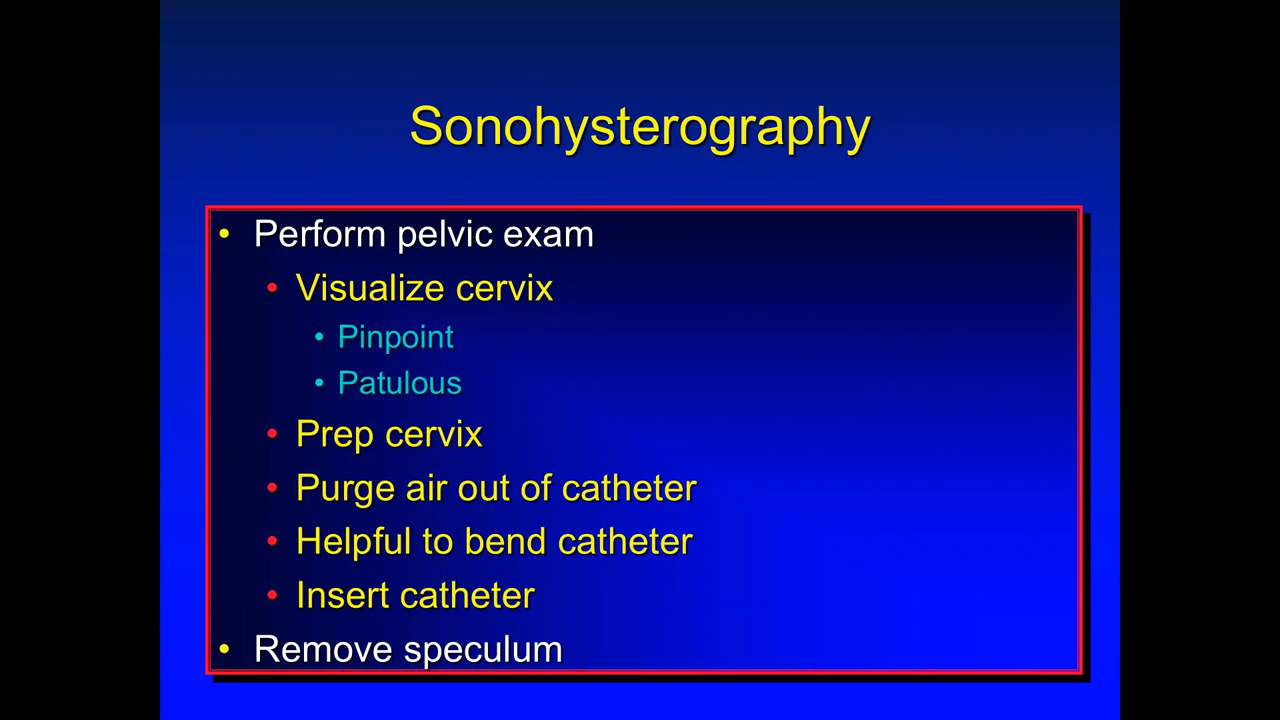 Sonohysterography
• Perform pelvic exam
• Visualize cervix
• Pinpoint
• Patulous
• Prep cervix
• Purge air out of catheter
• Helpful to bend catheter
• Insert catheter
• Remove speculum